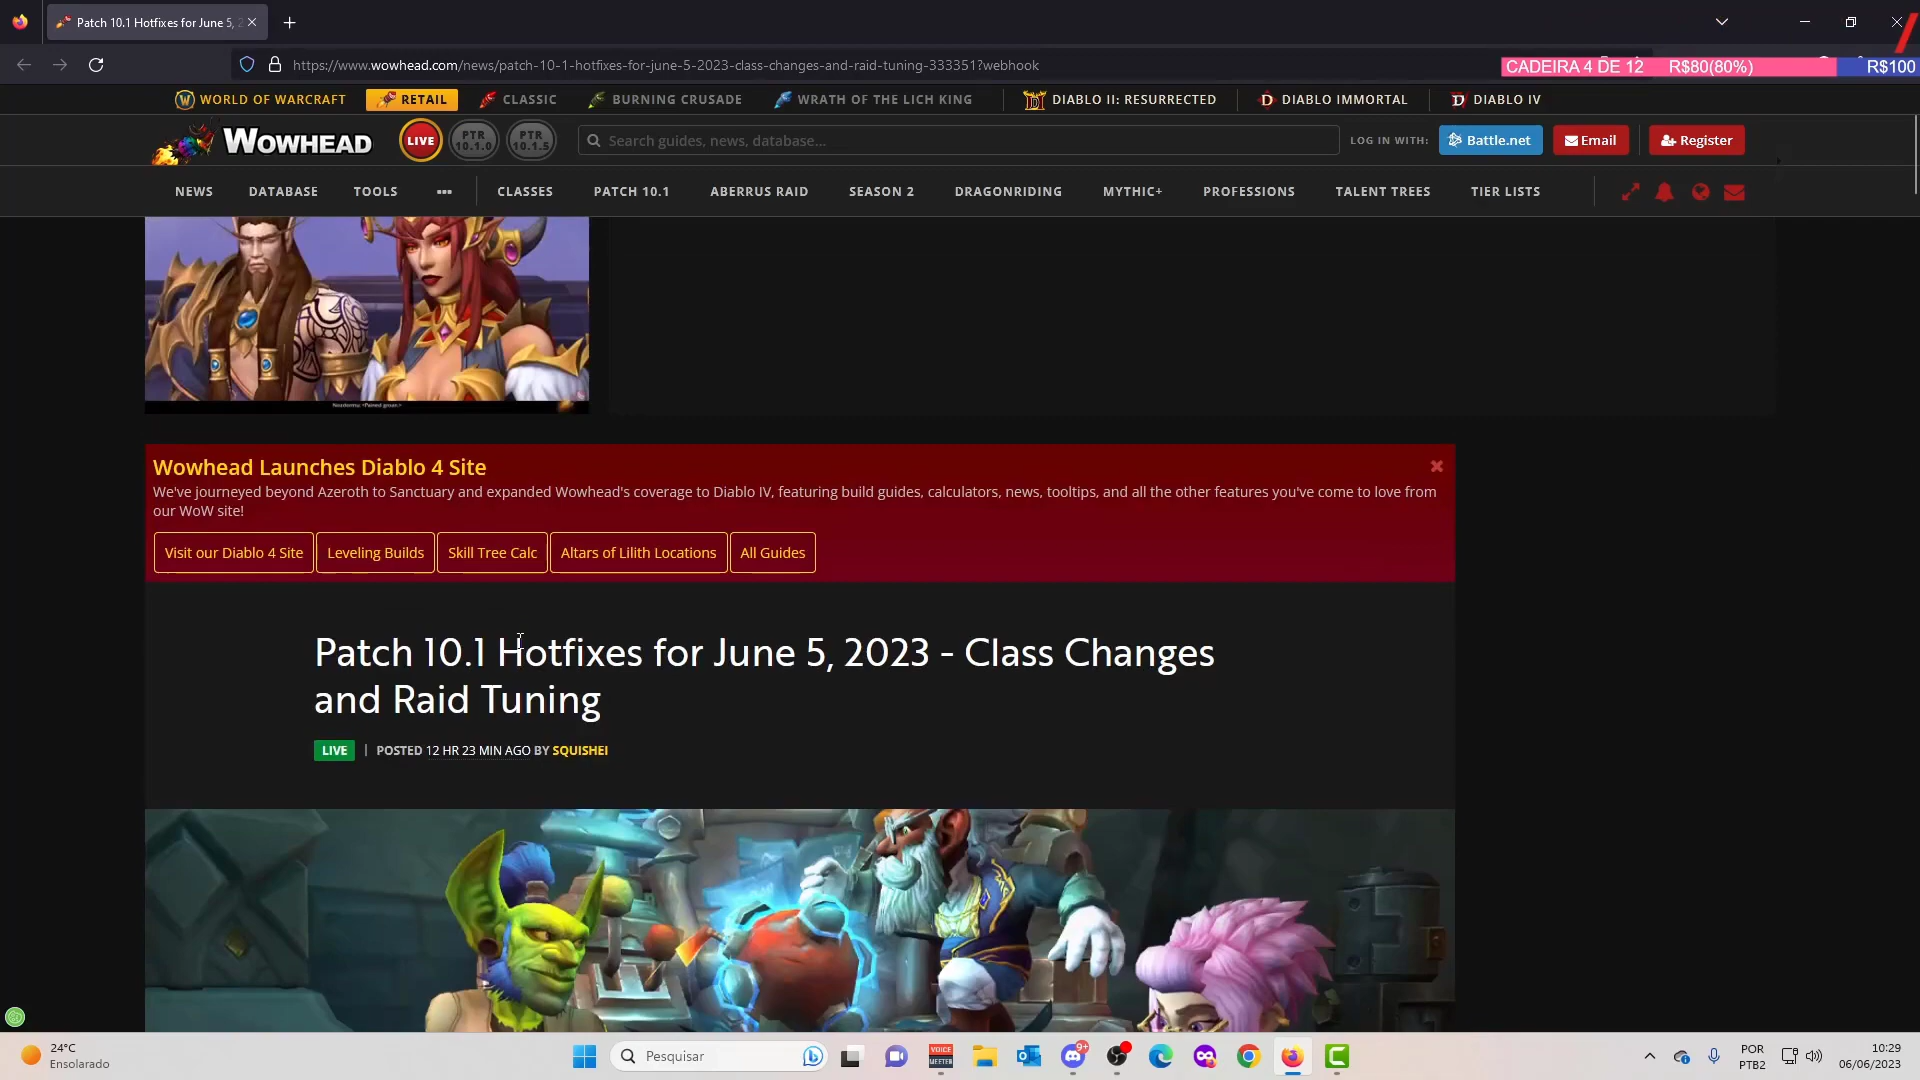 Patch 10.1 Hotfixes for June 5, 2
https://www.wowhead.com/news/patch-10-1-hotfixes-for-june-5-2023-class-changes-and-raid-tuning-333351?webhook
CADEIRA 4 DE 12 R$80(80%) R$100
WORLD OF WARCRAFT RETAIL CLASSIC BURNING CRUSADE WRATH OF THE LICH KING DIABLO II: RESURRECTED DIABLO IMMORTAL DIABLO IV
WOWHEAD LIVE PTR 10.1.0 PTR 10.1.5 Search guides, news, database... LOG IN WITH: Battle.net Email Register
NEWS DATABASE TOOLS ••• CLASSES PATCH 10.1 ABERRUS RAID SEASON 2 DRAGONRIDING MYTHIC+ PROFESSIONS TALENT TREES TIER LISTS
Nozdormu: <Pained groan.>
Wowhead Launches Diablo 4 Site
We've journeyed beyond Azeroth to Sanctuary and expanded Wowhead's coverage to Diablo IV, featuring build guides, calculators, news, tooltips, and all the other features you've come to love from
our WoW site!
Visit our Diablo 4 Site Leveling Builds Skill Tree Calc Altars of Lilith Locations All Guides
Patch 10.1 Hotfixes for June 5, 2023 - Class Changes
and Raid Tuning
LIVE | POSTED 12 HR 23 MIN AGO BY SQUISHEI
24°C
Ensolarado
Pesquisar
VOICE
MEETER
9+
POR
PTB2
10:29
06/06/2023